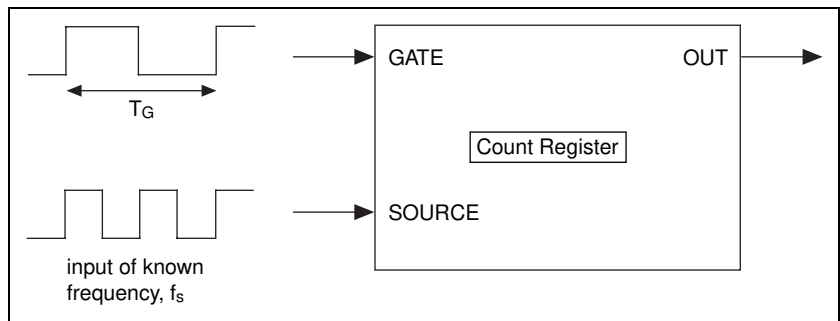 GATE
OUT
T_G
Count Register
SOURCE
input of known
frequency, f_s